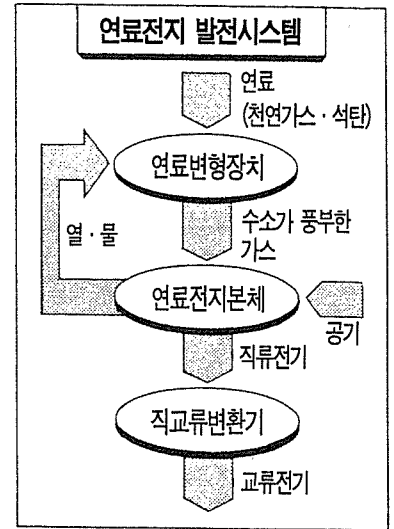 연료전지 발전시스템
연료
(천연가스·석탄)
연료변형장치
열·물
수소가 풍부한
가스
연료전지본체
공기
직류전기
직교류변환기
교류전기